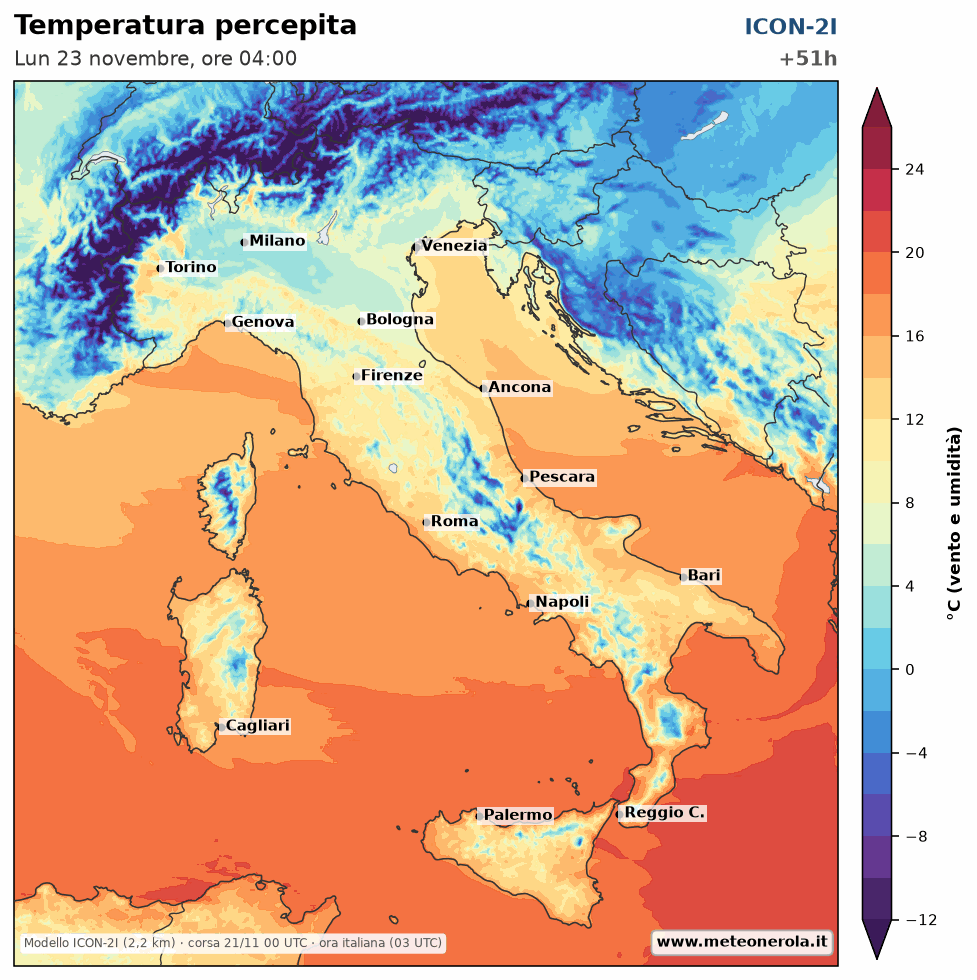 Temperatura percepita
ICON-2I
Lun 23 novembre, ore 04:00
+51h
Milano
Venezia
Torino
Genova
Bologna
Firenze
Ancona
Pescara
Roma
Bari
Napoli
Cagliari
Palermo
Reggio C.
24
20
16
12
8
4
0
−4
−8
−12
°C (vento e umidità)
Modello ICON-2I (2,2 km) · corsa 21/11 00 UTC · ora italiana (03 UTC)
www.meteonerola.it